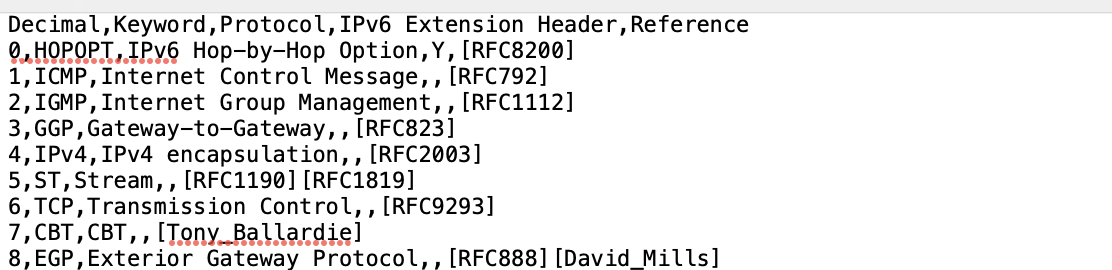 Decimal,Keyword,Protocol,IPv6 Extension Header,Reference
0,HOPOPT,IPv6 Hop-by-Hop Option,Y,[RFC8200]
1,ICMP,Internet Control Message,,[RFC792]
2,IGMP,Internet Group Management,,[RFC1112]
3,GGP,Gateway-to-Gateway,,[RFC823]
4,IPv4,IPv4 encapsulation,,[RFC2003]
5,ST,Stream,,[RFC1190][RFC1819]
6,TCP,Transmission Control,,[RFC9293]
7,CBT,CBT,,[Tony_Ballardie]
8,EGP,Exterior Gateway Protocol,,[RFC888][David_Mills]